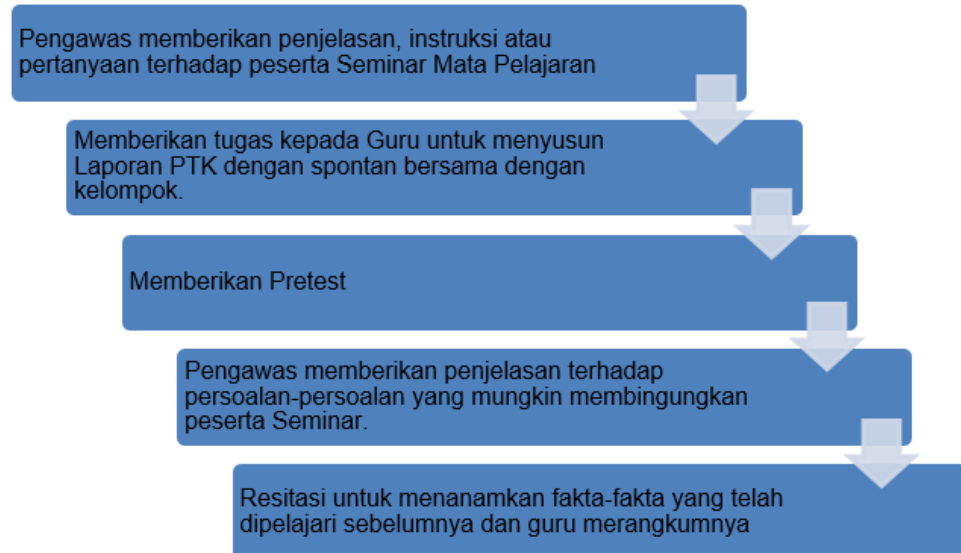 Pengawas memberikan penjelasan, instruksi atau
pertanyaan terhadap peserta Seminar Mata Pelajaran
Memberikan tugas kepada Guru untuk menyusun
Laporan PTK dengan spontan bersama dengan
kelompok.
Memberikan Pretest
Pengawas memberikan penjelasan terhadap
persoalan-persoalan yang mungkin membingungkan
peserta Seminar.
Resitasi untuk menanamkan fakta-fakta yang telah
dipelajari sebelumnya dan guru merangkumnya